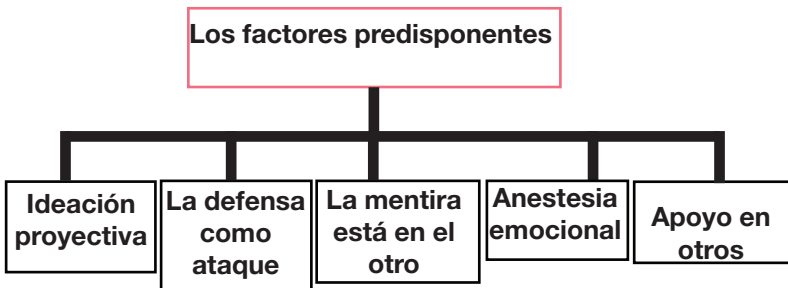 Los factores predisponentes
Ideación
proyectiva
La defensa
como
ataque
La mentira
está en el
otro
Anestesia
emocional
Apoyo en
otros